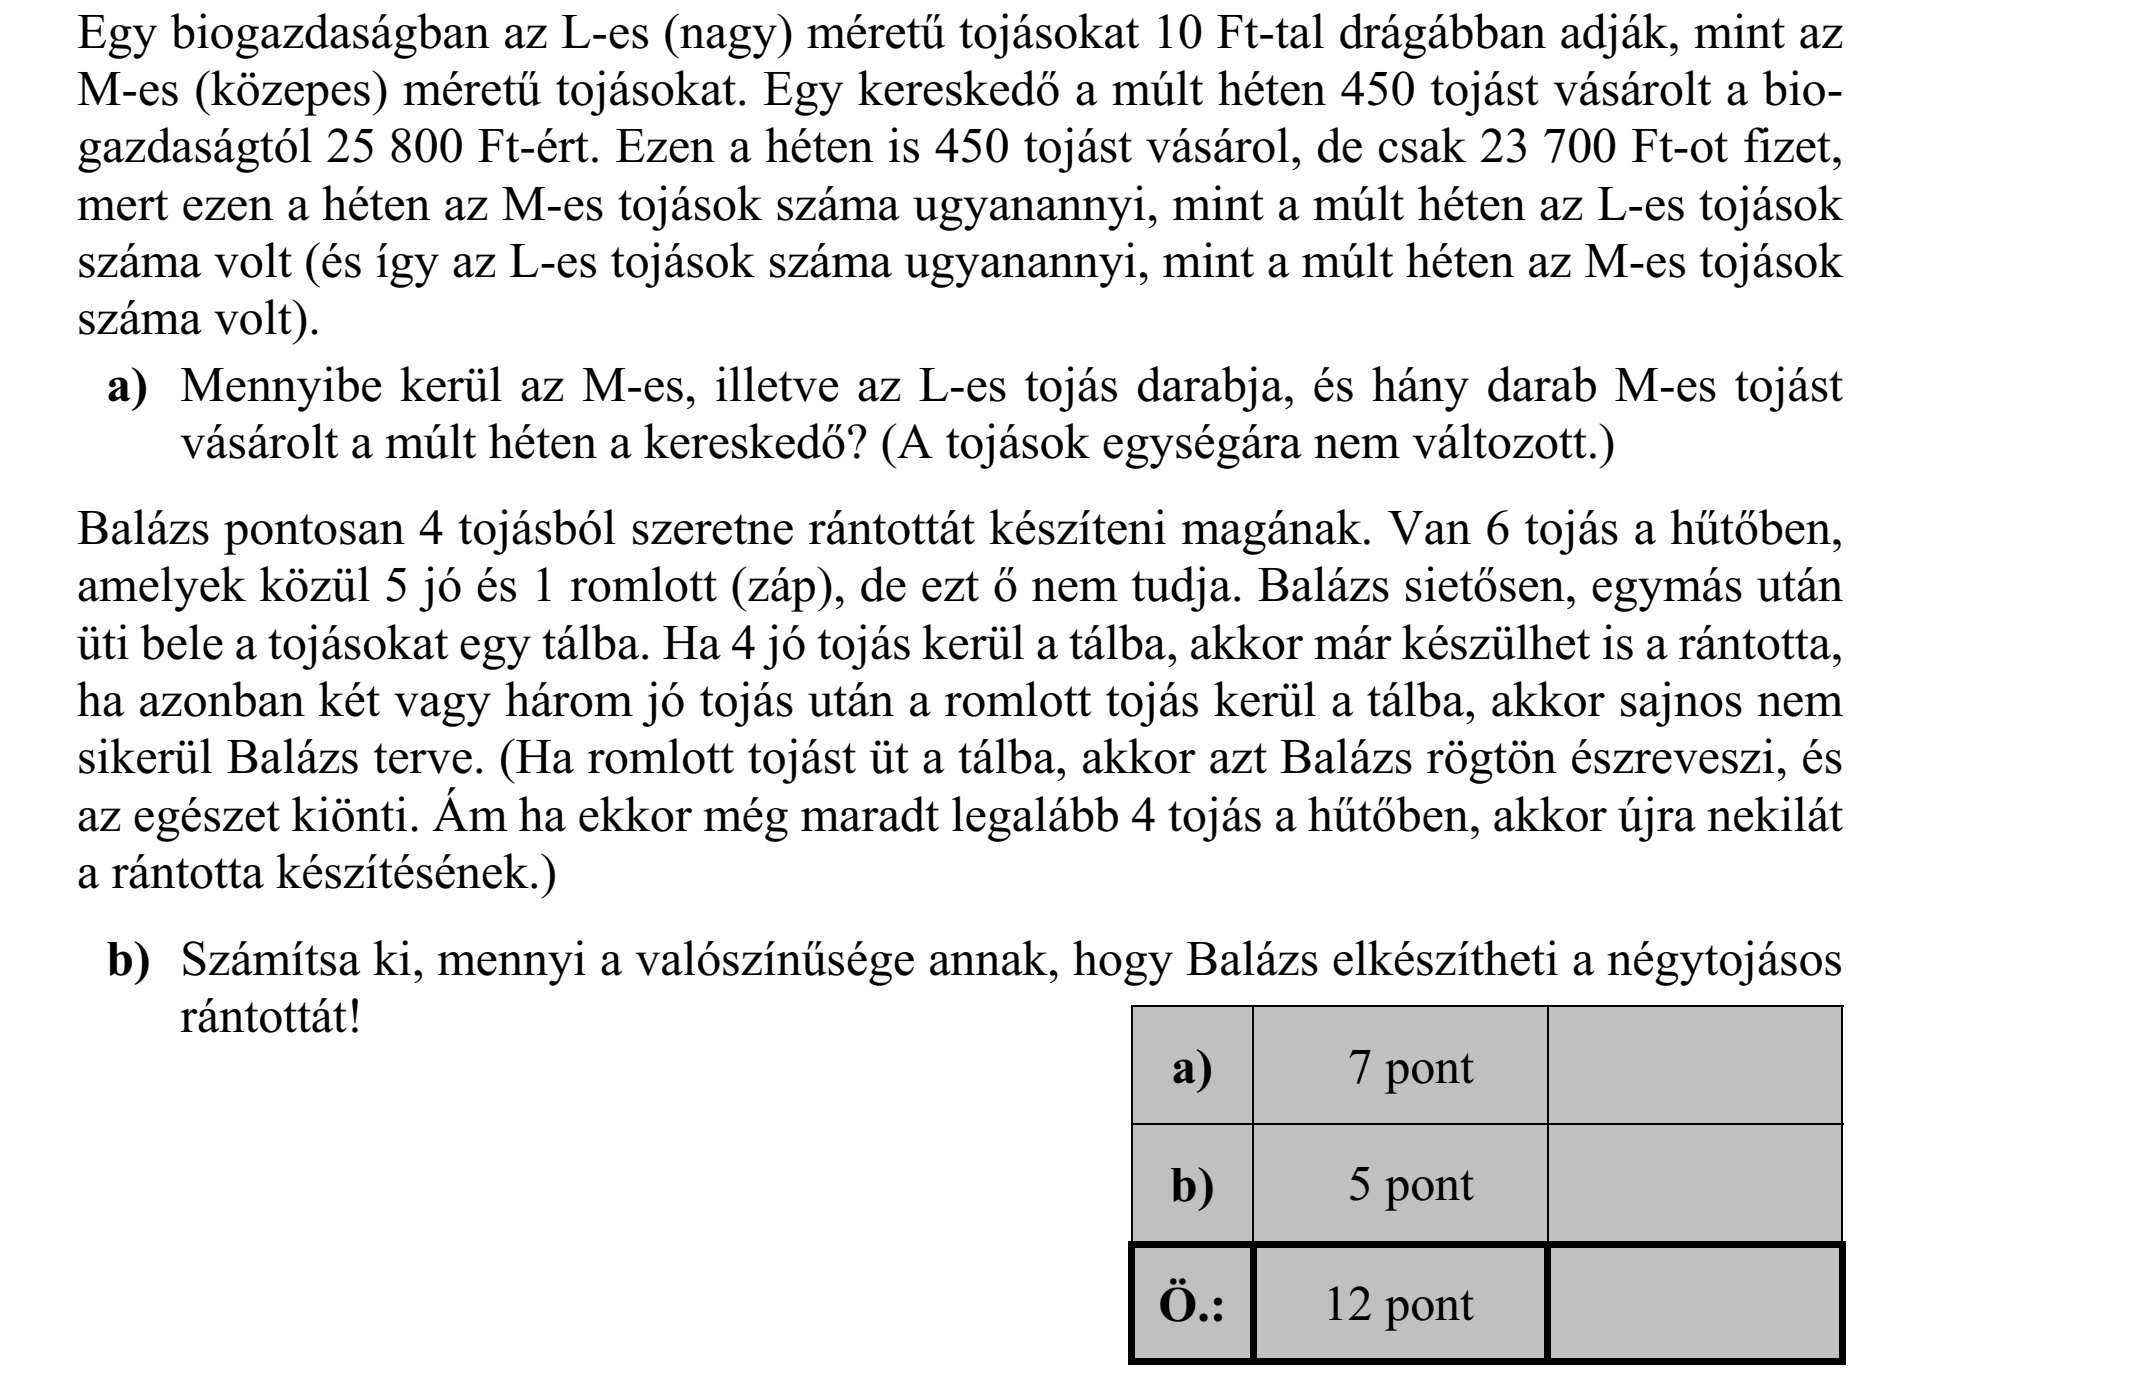 Egy biogazdaságban az L-es (nagy) méretű tojásokat 10 Ft-tal drágábban adják, mint az
M-es (közepes) méretű tojásokat. Egy kereskedő a múlt héten 450 tojást vásárolt a bio-
gazdaságtól 25 800 Ft-ért. Ezen a héten is 450 tojást vásárol, de csak 23 700 Ft-ot fizet,
mert ezen a héten az M-es tojások száma ugyanannyi, mint a múlt héten az L-es tojások
száma volt (és így az L-es tojások száma ugyanannyi, mint a múlt héten az M-es tojások
száma volt).
a) Mennyibe kerül az M-es, illetve az L-es tojás darabja, és hány darab M-es tojást
vásárolt a múlt héten a kereskedő? (A tojások egységára nem változott.)
Balázs pontosan 4 tojásból szeretne rántottát készíteni magának. Van 6 tojás a hűtőben,
amelyek közül 5 jó és 1 romlott (záp), de ezt ő nem tudja. Balázs sietősen, egymás után
üti bele a tojásokat egy tálba. Ha 4 jó tojás kerül a tálba, akkor már készülhet is a rántotta,
ha azonban két vagy három jó tojás után a romlott tojás kerül a tálba, akkor sajnos nem
sikerül Balázs terve. (Ha romlott tojást üt a tálba, akkor azt Balázs rögtön észreveszi, és
az egészet kiönti. Ám ha ekkor még maradt legalább 4 tojás a hűtőben, akkor újra nekilát
a rántotta készítésének.)
b) Számítsa ki, mennyi a valószínűsége annak, hogy Balázs elkészítheti a négytojásos
rántottát!
a) 7 pont
b) 5 pont
Ö.: 12 pont